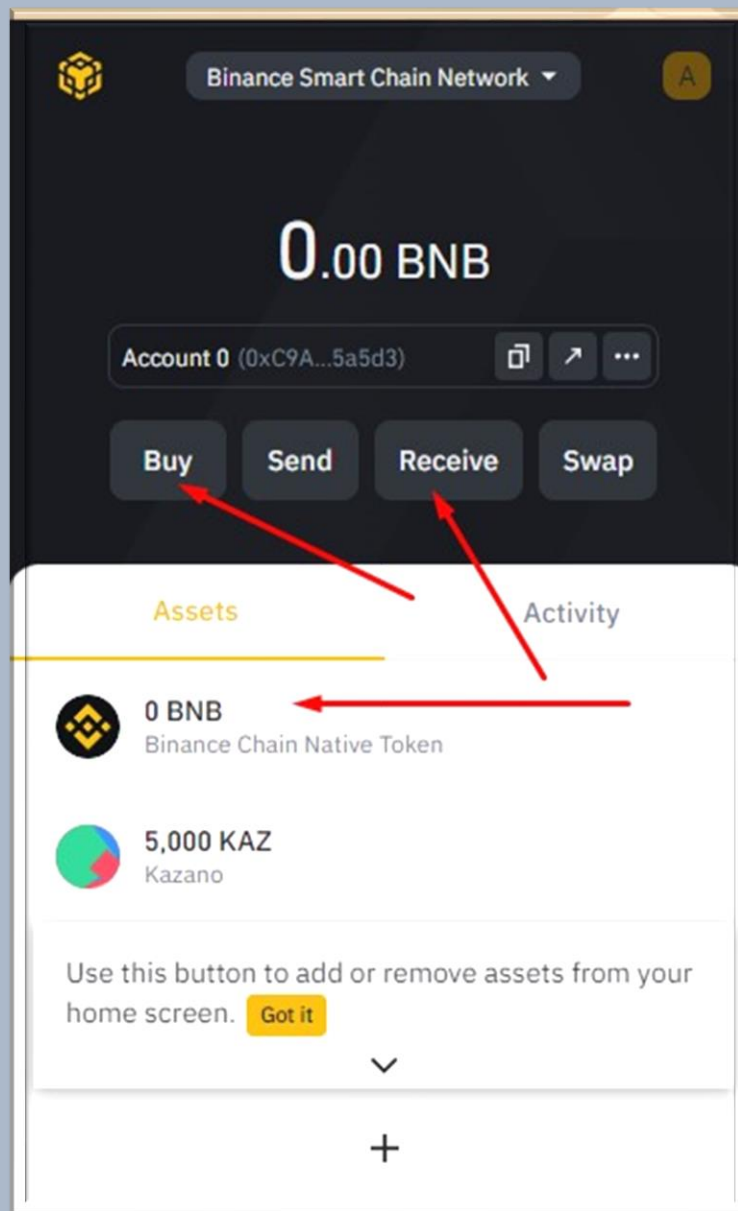 Binance Smart Chain Network
A
0.00 BNB
Account 0 (0xC9A...5a5d3)
Buy Send Receive Swap
Assets Activity
0 BNB
Binance Chain Native Token
5,000 KAZ
Kazano
Use this button to add or remove assets from your
home screen. Got it